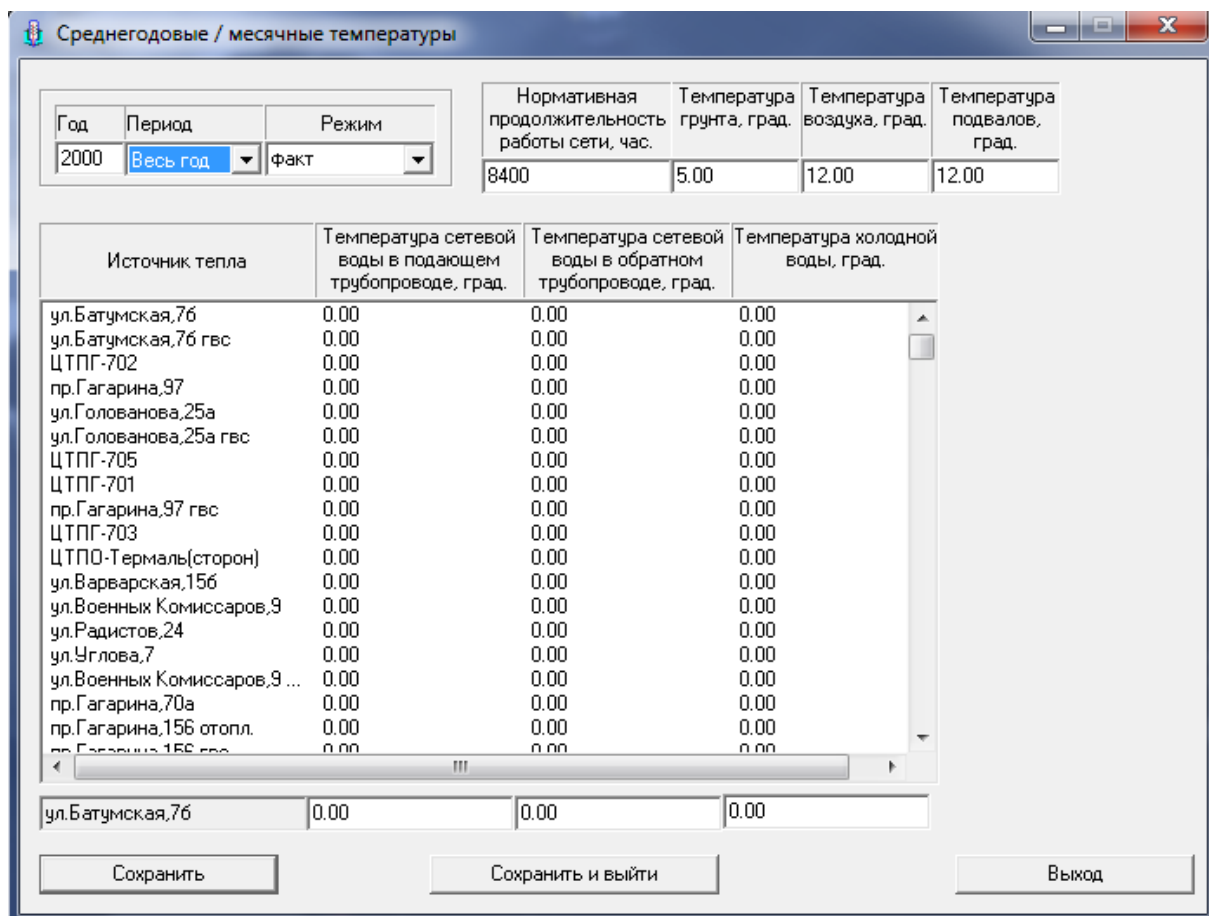 Среднегодовые / месячные температуры
Год Период Режим
2000 Весь год факт
Нормативная продолжительность работы сети, час.
Температура грунта, град.
Температура воздуха, град.
Температура подвалов, град.
8400 5.00 12.00 12.00
Источник тепла
Температура сетевой воды в подающем трубопроводе, град.
Температура сетевой воды в обратном трубопроводе, град.
Температура холодной воды, град.
ул.Батумская,7б 0.00 0.00 0.00
ул.Батумская,7б гвс 0.00 0.00 0.00
ЦТПГ-702 0.00 0.00 0.00
пр.Гагарина,97 0.00 0.00 0.00
ул.Голованова,25а 0.00 0.00 0.00
ул.Голованова,25а гвс 0.00 0.00 0.00
ЦТПГ-705 0.00 0.00 0.00
ЦТПГ-701 0.00 0.00 0.00
пр.Гагарина,97 гвс 0.00 0.00 0.00
ЦТПГ-703 0.00 0.00 0.00
ЦТПО-Термаль(сторон) 0.00 0.00 0.00
ул.Варварская,15б 0.00 0.00 0.00
ул.Военных Комиссаров,9 0.00 0.00 0.00
ул.Радистов,24 0.00 0.00 0.00
ул.Углова,7 0.00 0.00 0.00
ул.Военных Комиссаров,9 ... 0.00 0.00 0.00
пр.Гагарина,70а 0.00 0.00 0.00
пр.Гагарина,156 отопл. 0.00 0.00 0.00
пр.Гагарина,156 гвс 0.00 0.00 0.00
ул.Батумская,7б 0.00 0.00 0.00
Сохранить Сохранить и выйти Выход